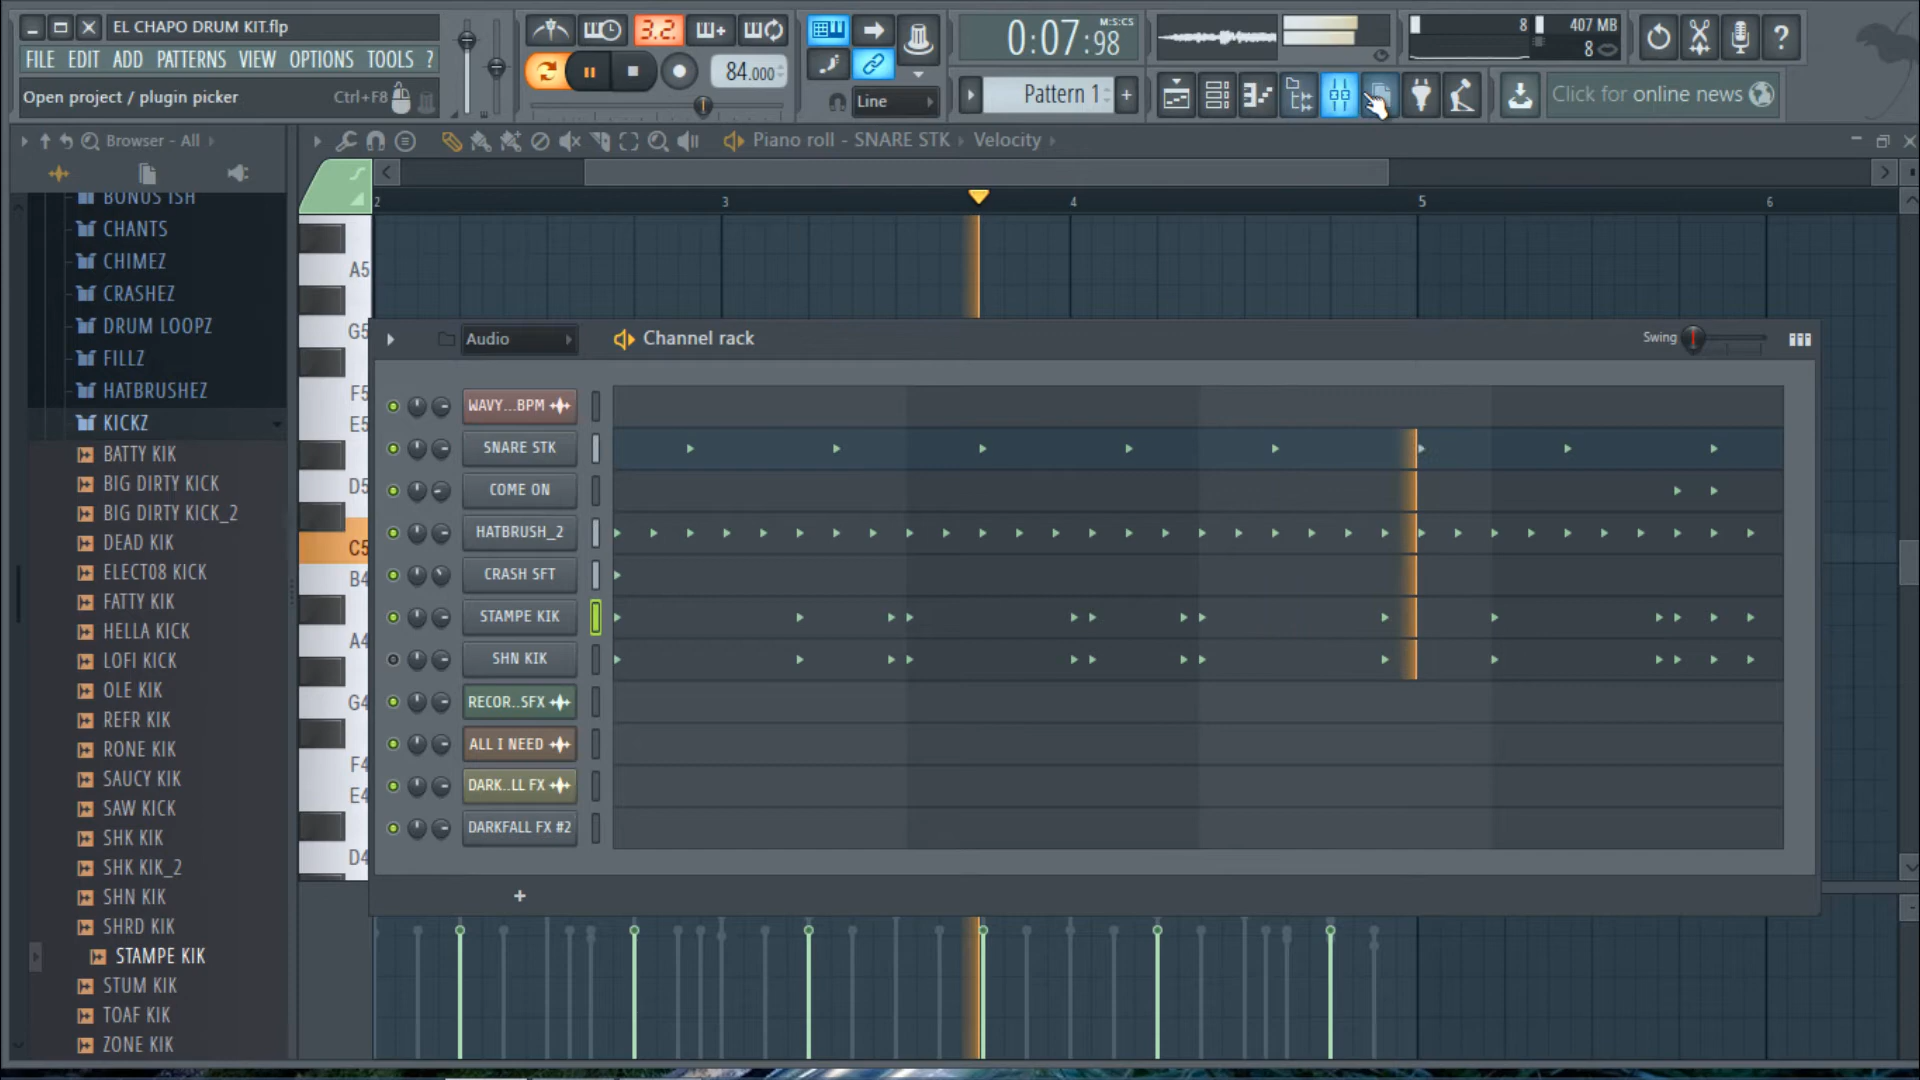 EL CHAPO DRUM KIT.flp
FILE EDIT ADD PATTERNS VIEW OPTIONS TOOLS ?
Open project / plugin picker Ctrl+F8
3.2.
84.000
Line
0:07:98 M:S:CS
Pattern 1
8 407 MB
8
Click for online news
Browser - All
BONUS ISH
CHANTS
CHIMEZ
CRASHEZ
DRUM LOOPZ
FILLZ
HATBRUSHEZ
KICKZ
BATTY KIK
BIG DIRTY KICK
BIG DIRTY KICK_2
DEAD KIK
ELECT08 KICK
FATTY KIK
HELLA KICK
LOFI KICK
OLE KIK
REFR KIK
RONE KIK
SAUCY KIK
SAW KICK
SHK KIK
SHK KIK_2
SHN KIK
SHRD KIK
STAMPE KIK
STUM KIK
TOAF KIK
ZONE KIK
Piano roll - SNARE STK Velocity
2 3 4 5 6
A5
G5
F5
E5
D5
C5
B4
A4
G4
F4
E4
D4
Audio Channel rack Swing
WAVY...BPM
SNARE STK
COME ON
HATBRUSH_2
CRASH SFT
STAMPE KIK
SHN KIK
RECOR..SFX
ALL I NEED
DARK..LL FX
DARKFALL FX #2
+